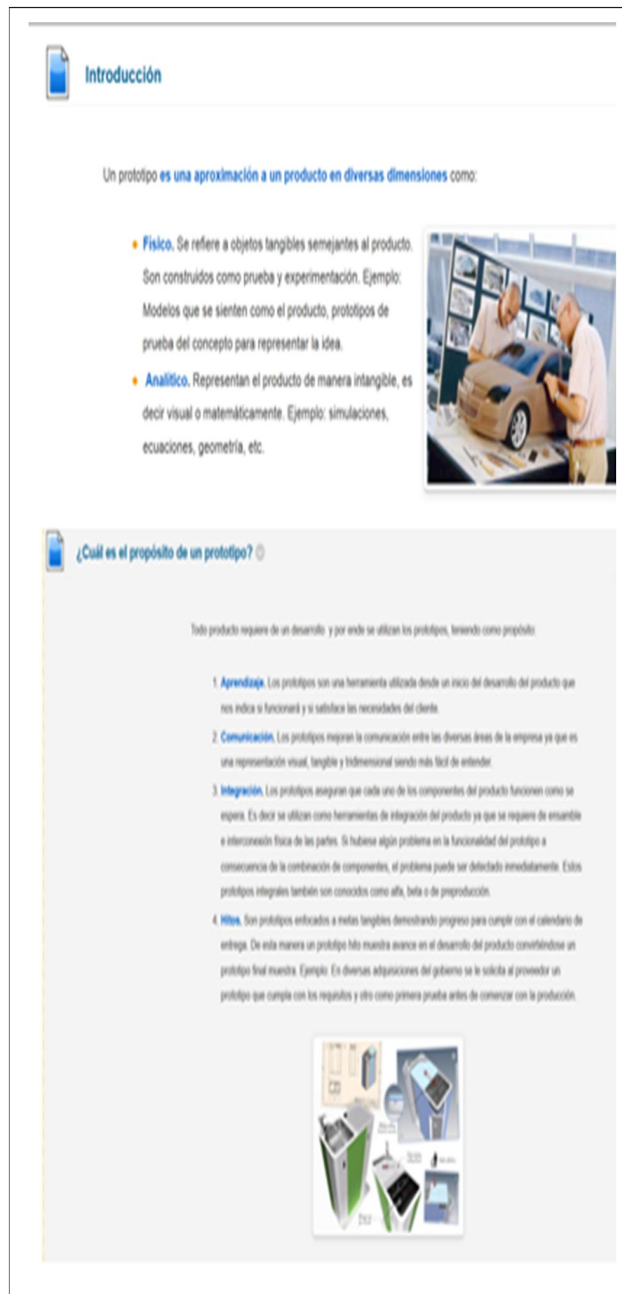 Introducción
Un prototipo es una aproximación a un producto en diversas dimensiones como:
Físico. Se refiere a objetos tangibles semejantes al producto.
Son construidos como prueba y experimentación. Ejemplo:
Modelos que se sienten como el producto, prototipos de
prueba del concepto para representar la idea.
Analítico. Representan el producto de manera intangible, es
decir visual o matemáticamente. Ejemplo: simulaciones,
ecuaciones, geometría, etc.
¿Cuál es el propósito de un prototipo?
Todo producto requiere de un desarrollo y por ende se utilizan los prototipos, teniendo como propósito:
1. Aprendizaje. Los prototipos son una herramienta utilizada desde un inicio del desarrollo del producto que
nos indica si funcionará y si satisface las necesidades del cliente.
2. Comunicación. Los prototipos mejoran la comunicación entre las diversas áreas de la empresa ya que es
una representación visual, tangible y tridimensional siendo más fácil de entender.
3. Integración. Los prototipos aseguran que cada uno de los componentes del producto funcionen como se
espera. Es decir se utilizan como herramientas de integración del producto ya que se requiere de ensamble
e interconexión física de las partes. Si hubiese algún problema en la funcionalidad del prototipo a
consecuencia de la combinación de componentes, el problema puede ser detectado inmediatamente. Estos
prototipos integrales también son conocidos como alfa, beta o de preproducción.
4. Hitos. Son prototipos enfocados a metas tangibles demostrando progreso para cumplir con el calendario de
entrega. De esta manera un prototipo hito muestra avance en el desarrollo del producto convirtiéndose un
prototipo final muestra. Ejemplo: En diversas adquisiciones del gobierno se le solicita al proveedor un
prototipo que cumpla con los requisitos y otro como primera prueba antes de comenzar con la producción.